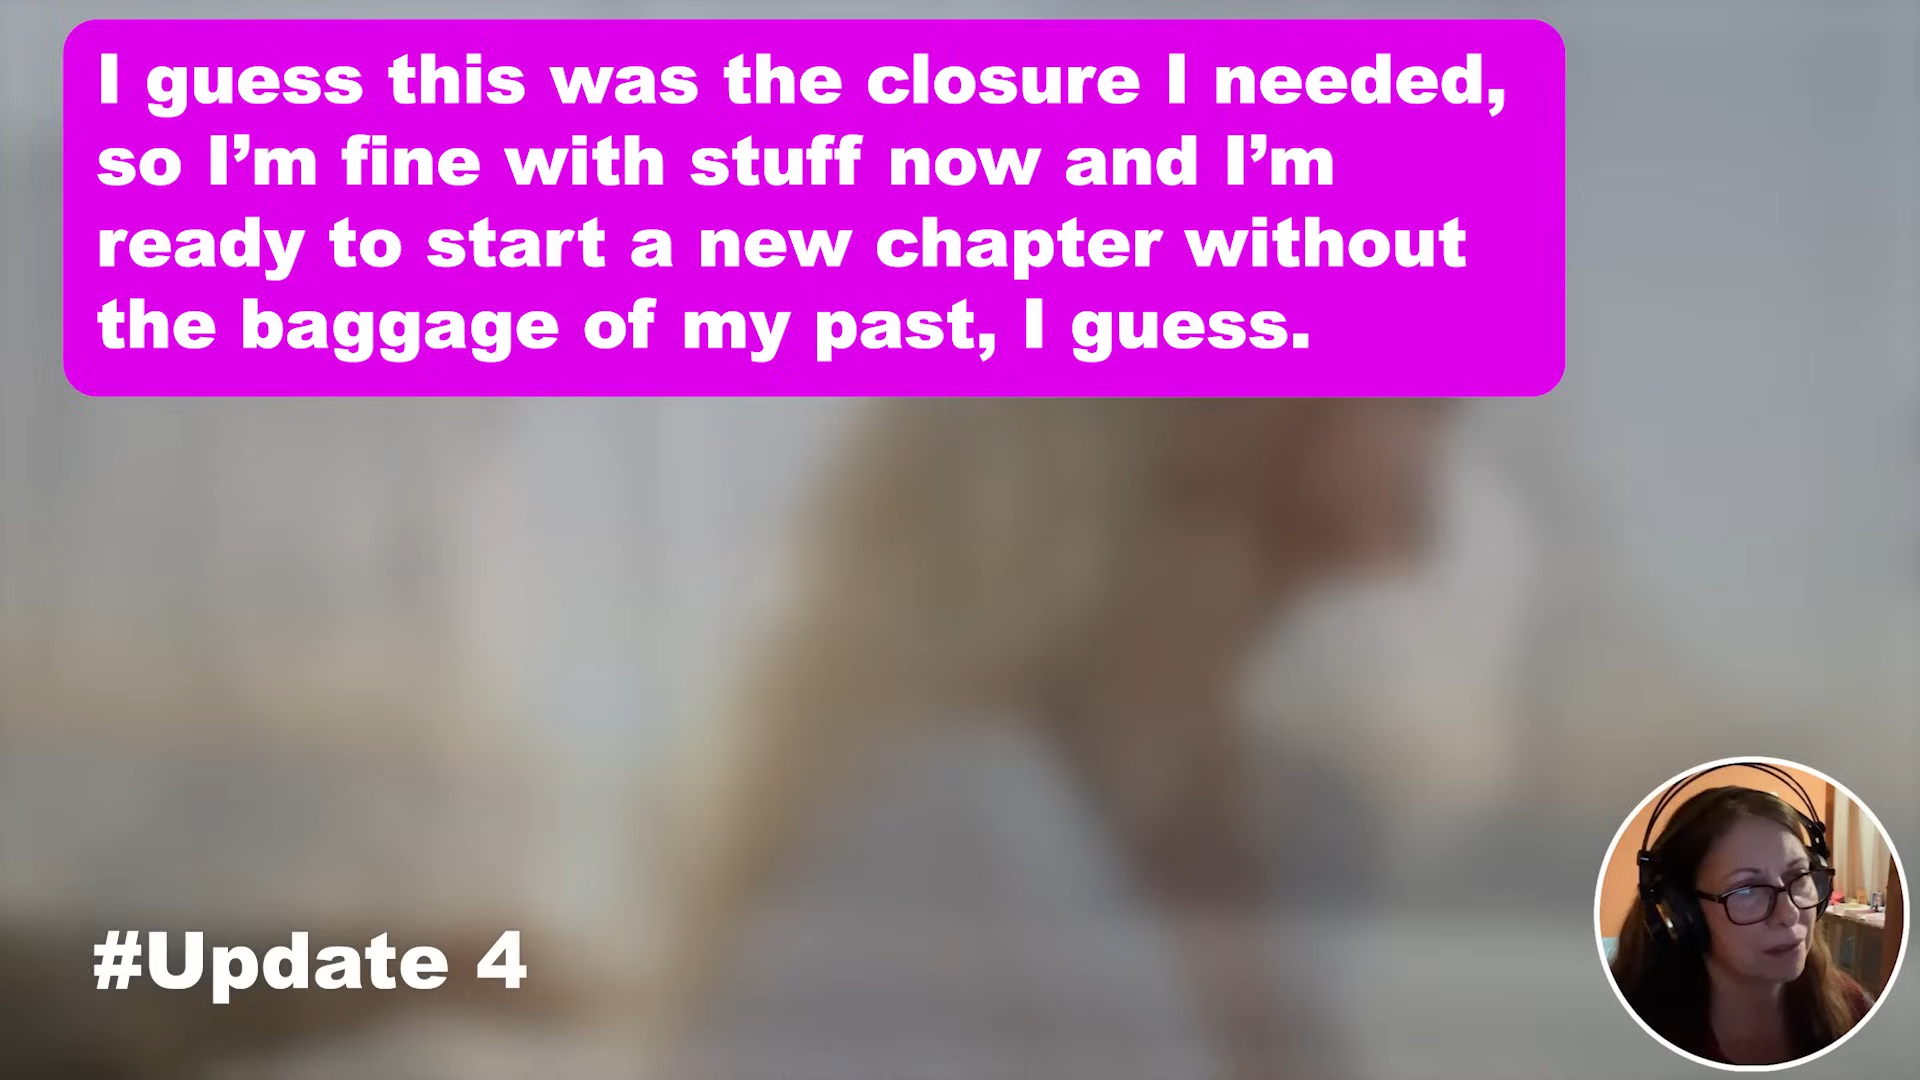 I guess this was the closure I needed,
so I’m fine with stuff now and I’m
ready to start a new chapter without
the baggage of my past, I guess.
#Update 4